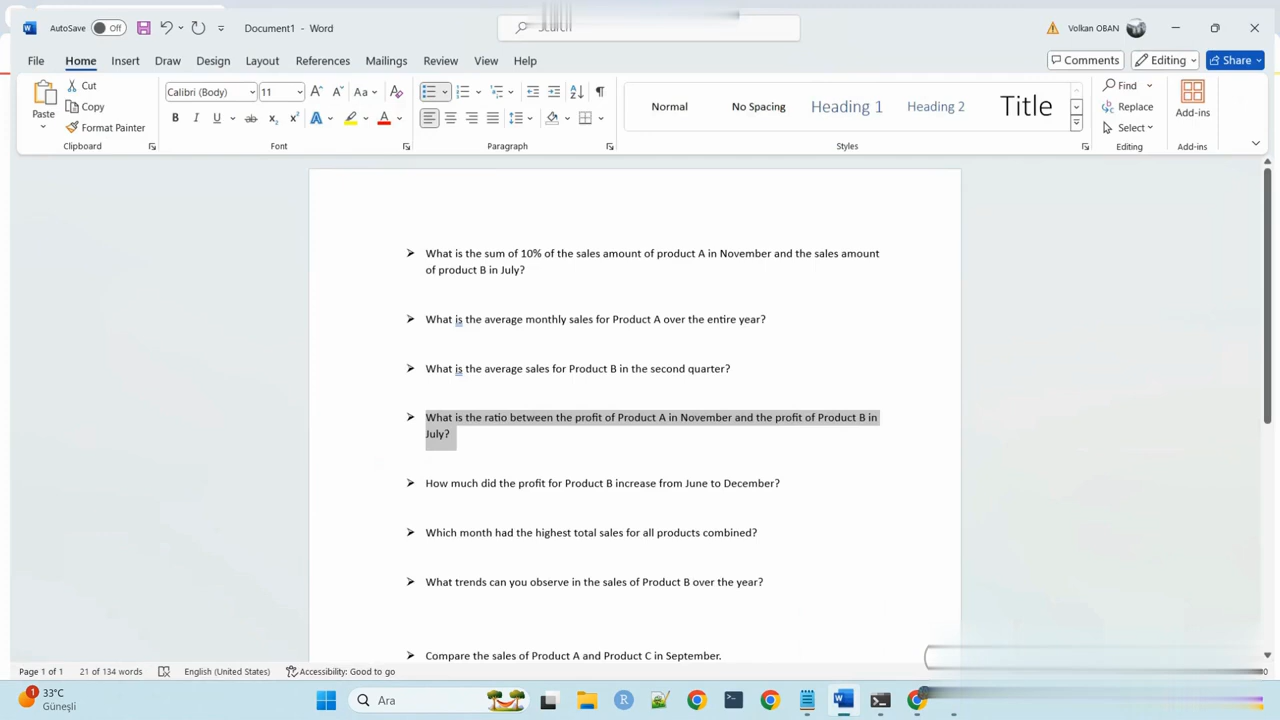 AutoSave Off Document1 - Word Volkan OBAN
File Home Insert Draw Design Layout References Mailings Review View Help Comments Editing Share
Paste Cut Copy Format Painter
Calibri (Body) 11 Aa
Normal No Spacing Heading 1 Heading 2 Title
Find Replace Select Add-ins
Clipboard Font Paragraph Styles Editing Add-ins
➤ What is the sum of 10% of the sales amount of product A in November and the sales amount
of product B in July?
➤ What is the average monthly sales for Product A over the entire year?
➤ What is the average sales for Product B in the second quarter?
➤ What is the ratio between the profit of Product A in November and the profit of Product B in
July?
➤ How much did the profit for Product B increase from June to December?
➤ Which month had the highest total sales for all products combined?
➤ What trends can you observe in the sales of Product B over the year?
➤ Compare the sales of Product A and Product C in September.
Page 1 of 1 21 of 134 words English (United States) Accessibility: Good to go
1 33°C
Güneşli
Ara